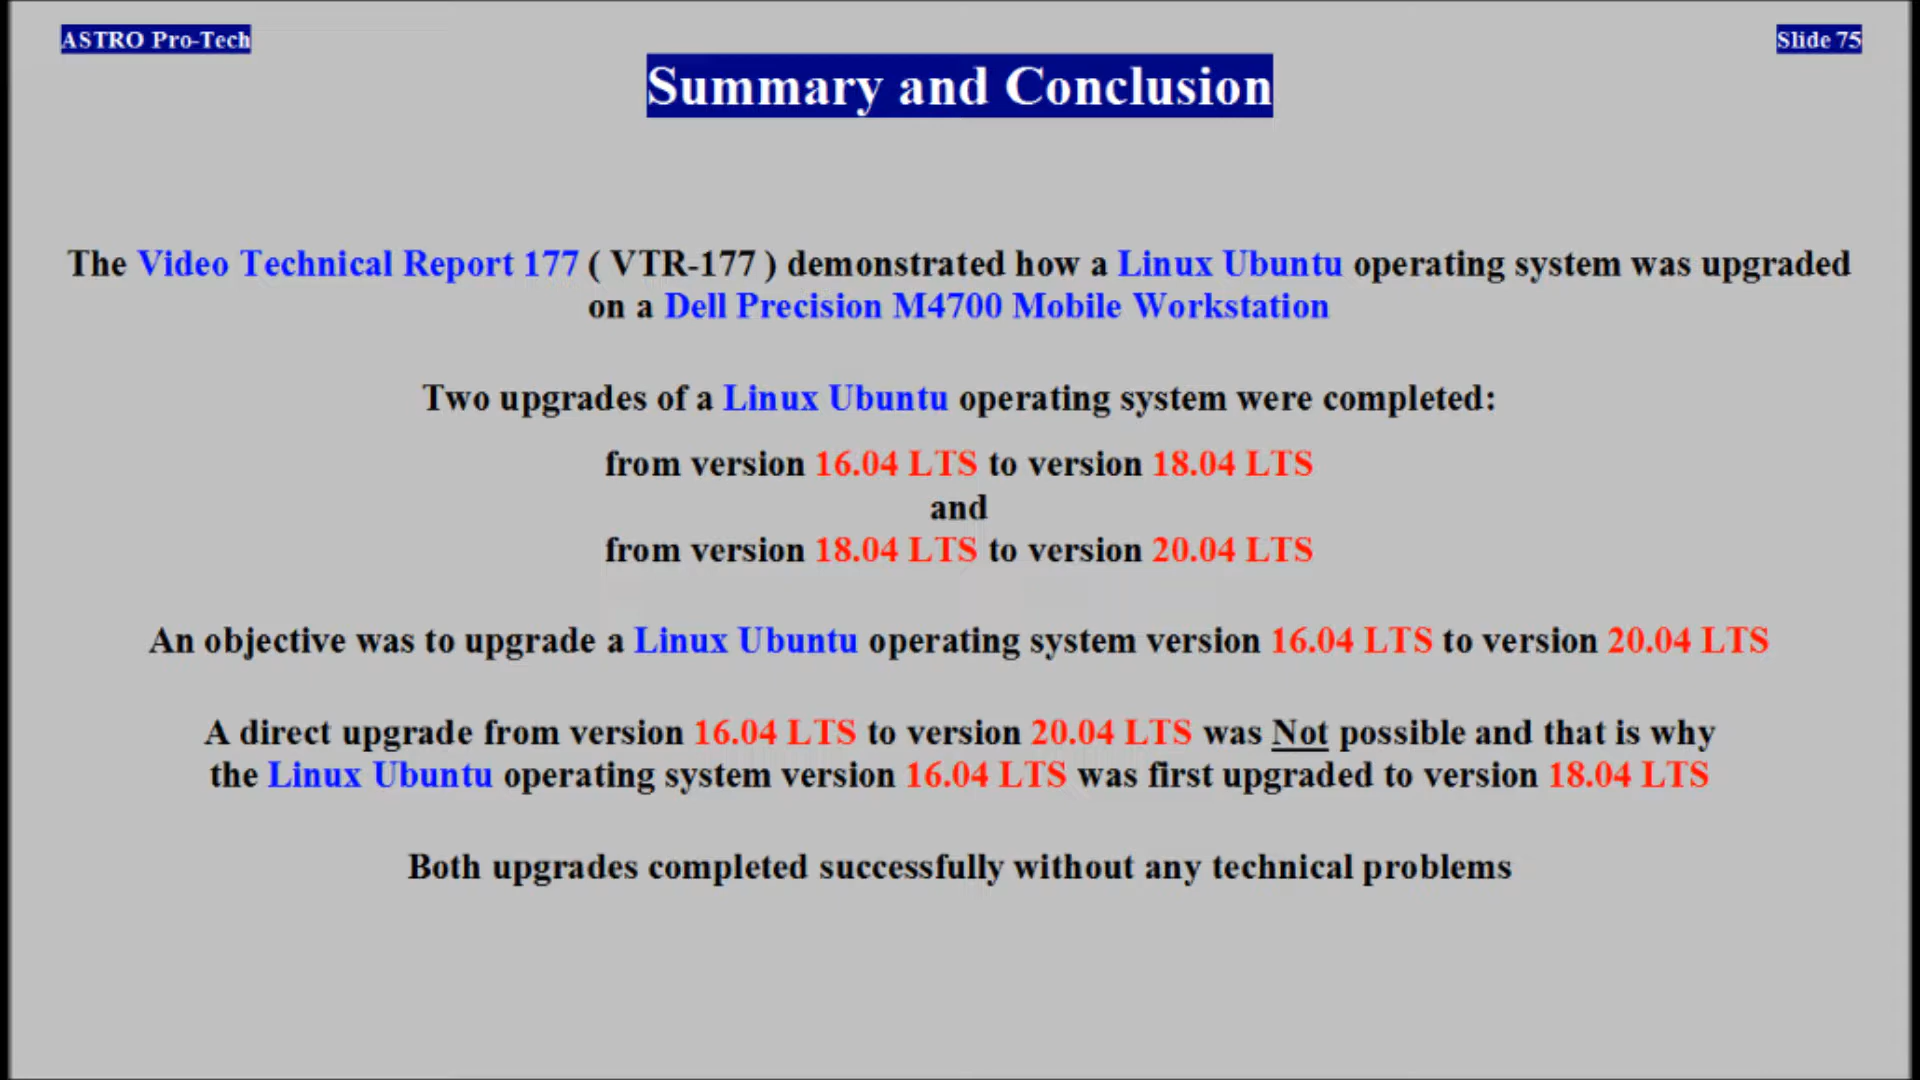 ASTRO Pro-Tech
Slide 75
Summary and Conclusion
The Video Technical Report 177 ( VTR-177 ) demonstrated how a Linux Ubuntu operating system was upgraded
on a Dell Precision M4700 Mobile Workstation
Two upgrades of a Linux Ubuntu operating system were completed:
from version 16.04 LTS to version 18.04 LTS
and
from version 18.04 LTS to version 20.04 LTS
An objective was to upgrade a Linux Ubuntu operating system version 16.04 LTS to version 20.04 LTS
A direct upgrade from version 16.04 LTS to version 20.04 LTS was Not possible and that is why
the Linux Ubuntu operating system version 16.04 LTS was first upgraded to version 18.04 LTS
Both upgrades completed successfully without any technical problems